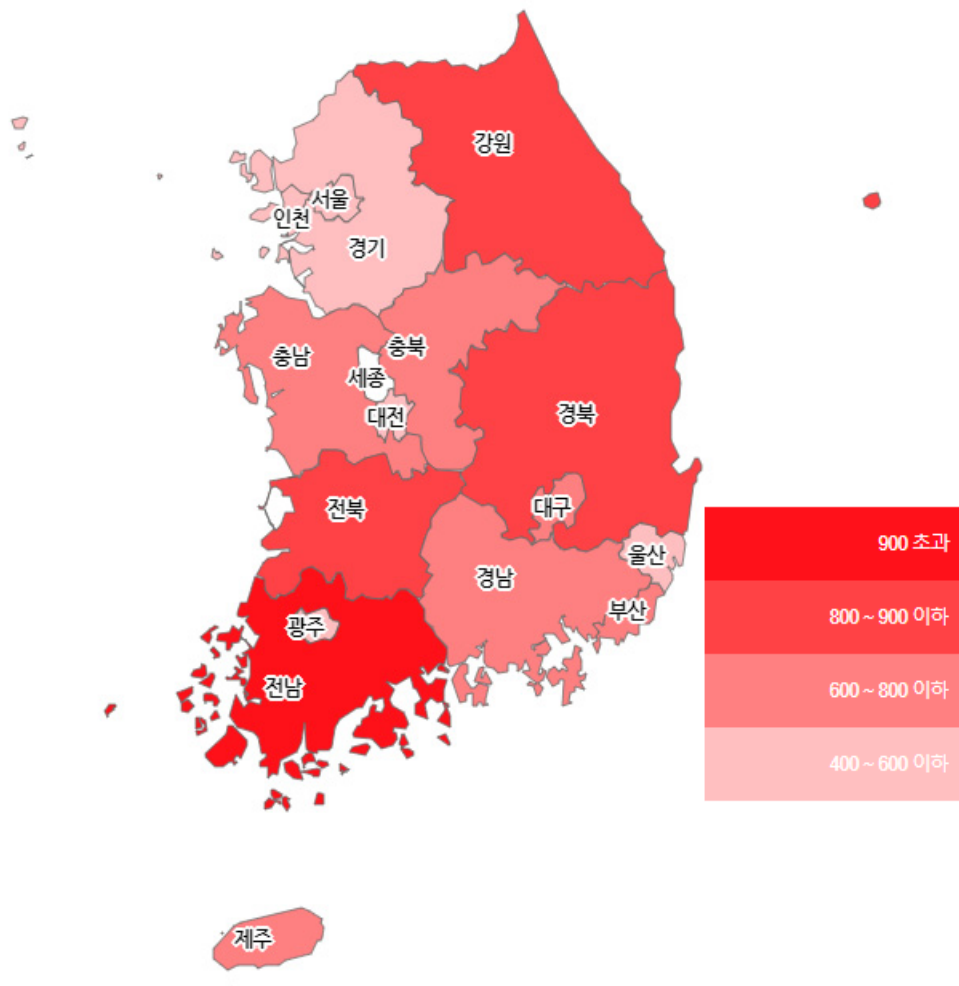 강원
서울
인천
경기
충북
충남
세종
대전
경북
전북
대구
울산
경남
부산
광주
전남
제주
900 초과
800 ~ 900 이하
600 ~ 800 이하
400 ~ 600 이하